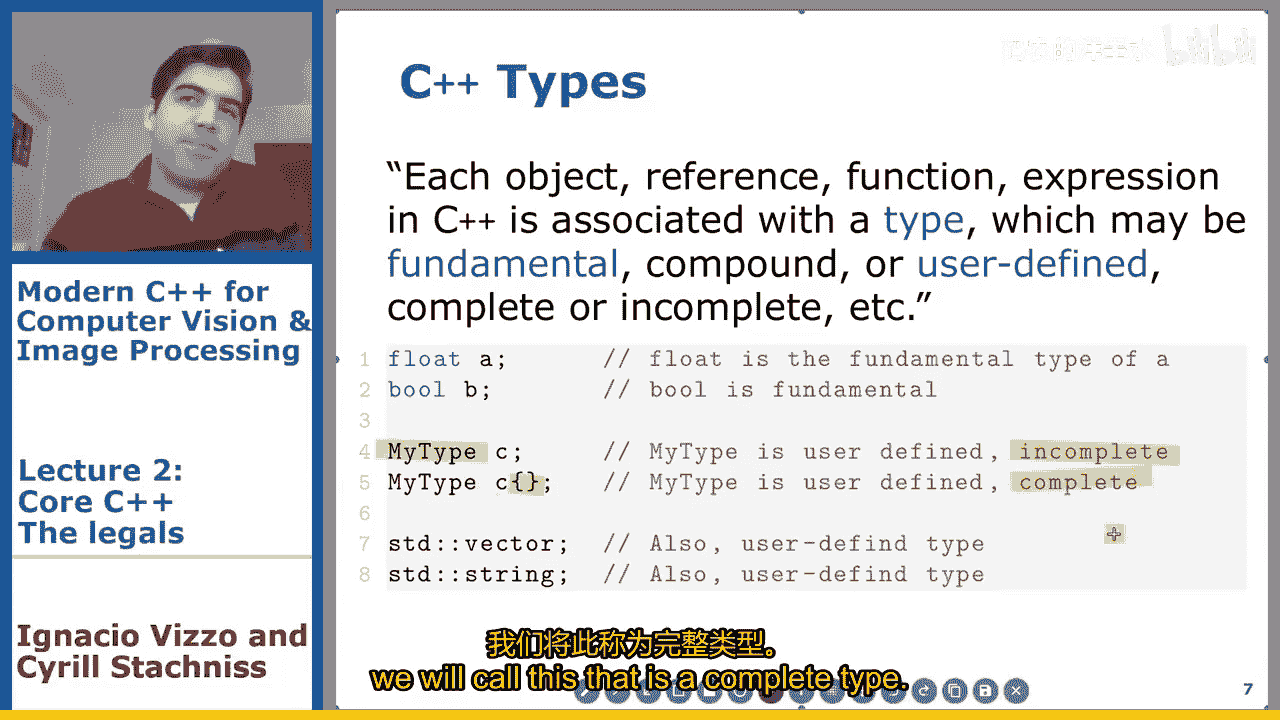 C++ Types
“Each object, reference, function, expression
in C++ is associated with a type, which may be
fundamental, compound, or user-defined,
complete or incomplete, etc.”
1 float a; // float is the fundamental type of a
2 bool b; // bool is fundamental
3
4 MyType c; // MyType is user defined, incomplete
5 MyType c{}; // MyType is user defined, complete
6
7 std::vector; // Also, user-defind type
8 std::string; // Also, user-defind type
Modern C++ for
Computer Vision &
Image Processing
Lecture 2:
Core C++
The legals
Ignacio Vizzo and
Cyrill Stachniss
我们将此称为完整类型。
we will call this that is a complete type.
7